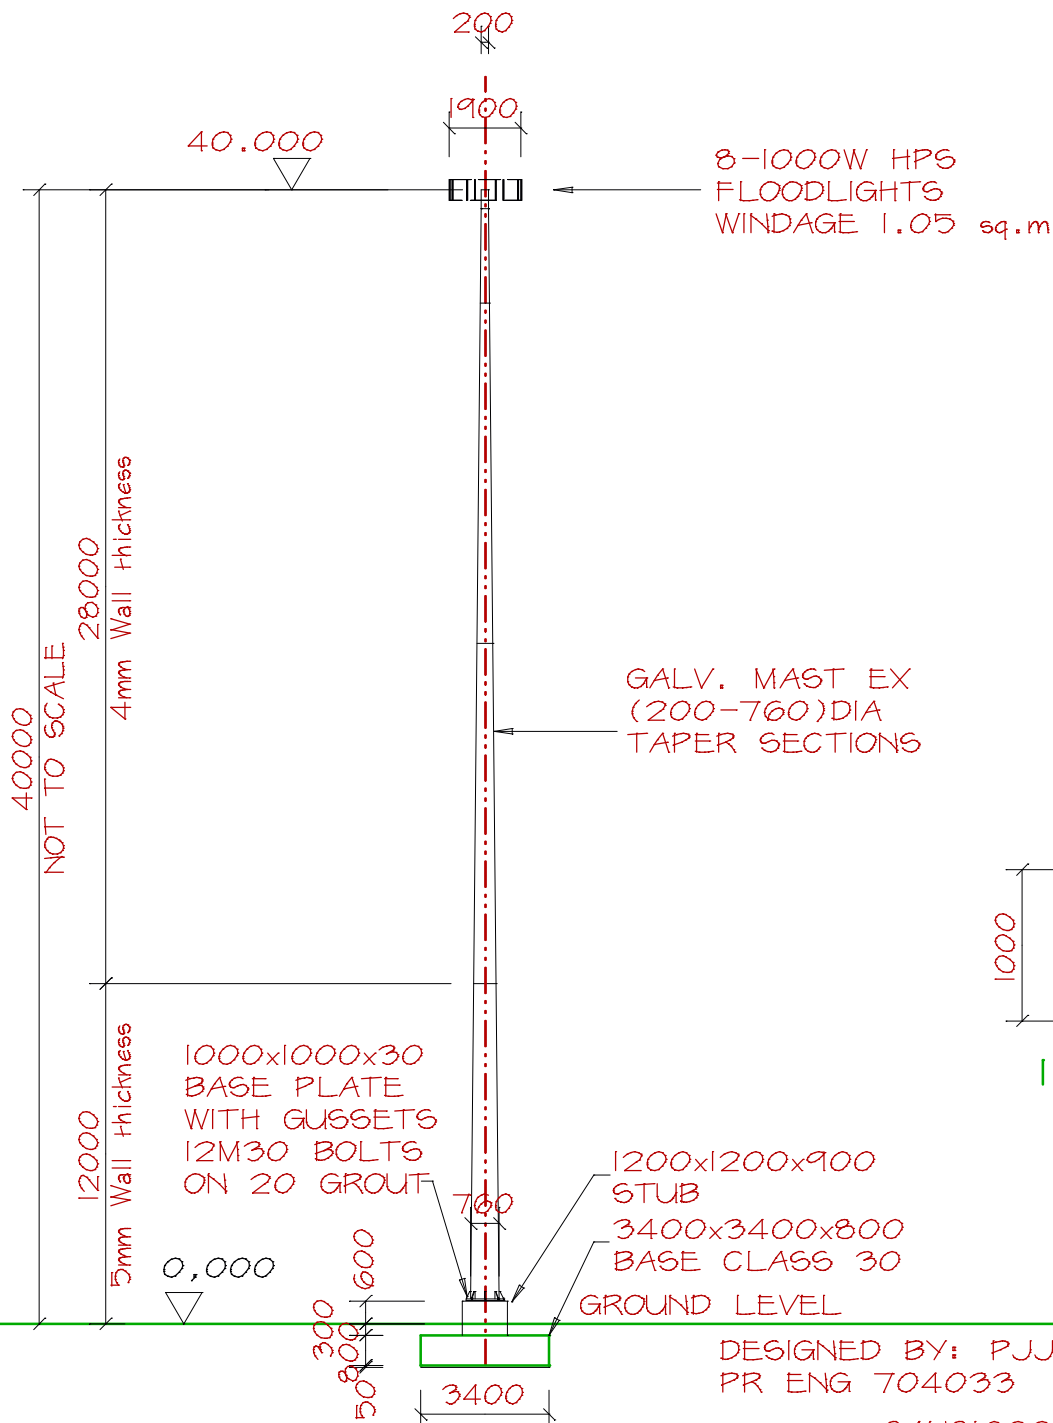 200
1900
40.000
8-1000W HPS
FLOODLIGHTS
WINDAGE 1.05 sq.m
40000
NOT TO SCALE
28000
4mm Wall thickness
GALV. MAST EX
(200-760)DIA
TAPER SECTIONS
1000
12000
5mm Wall thickness
1000x1000x30
BASE PLATE
WITH GUSSETS
12M30 BOLTS
ON 20 GROUT
760
1200x1200x900
STUB
3400x3400x800
BASE CLASS 30
0,000
600
GROUND LEVEL
300
800
50
3400
DESIGNED BY: PJJ
PR ENG 704033